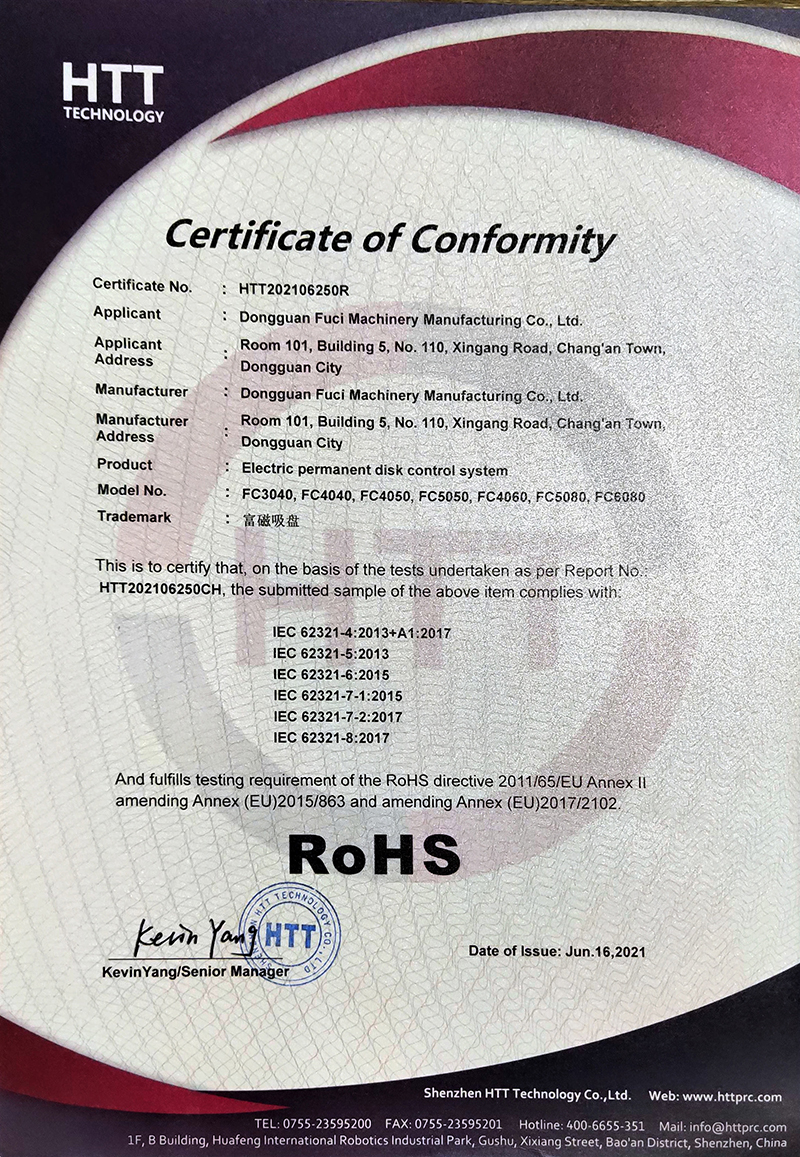 HTT
TECHNOLOGY
Certificate of Conformity
Certificate No. : HTT202106250R
Applicant : Dongguan Fuci Machinery Manufacturing Co., Ltd.
Applicant Address : Room 101, Building 5, No. 110, Xingang Road, Chang'an Town,
Dongguan City
Manufacturer : Dongguan Fuci Machinery Manufacturing Co., Ltd.
Manufacturer Address : Room 101, Building 5, No. 110, Xingang Road, Chang'an Town,
Dongguan City
Product : Electric permanent disk control system
Model No. : FC3040, FC4040, FC4050, FC5050, FC4060, FC5080, FC6080
Trademark : 富磁吸盘
This is to certify that, on the basis of the tests undertaken as per Report No.:
HTT202106250CH, the submitted sample of the above item complies with:
IEC 62321-4:2013+A1:2017
IEC 62321-5:2013
IEC 62321-6:2015
IEC 62321-7-1:2015
IEC 62321-7-2:2017
IEC 62321-8:2017
And fulfills testing requirement of the RoHS directive 2011/65/EU Annex II
amending Annex (EU)2015/863 and amending Annex (EU)2017/2102.
RoHS
Kevin Yang
HTT TECHNOLOGY CO., LTD
HTT
KevinYang/Senior Manager
Date of Issue: Jun.16,2021
Shenzhen HTT Technology Co.,Ltd. Web: www.httprc.com
TEL: 0755-23595200 FAX: 0755-23595201 Hotline: 400-6655-351 Mail: info@httprc.com
1F, B Building, Huafeng International Robotics Industrial Park, Gushu, Xixiang Street, Bao'an District, Shenzhen, China